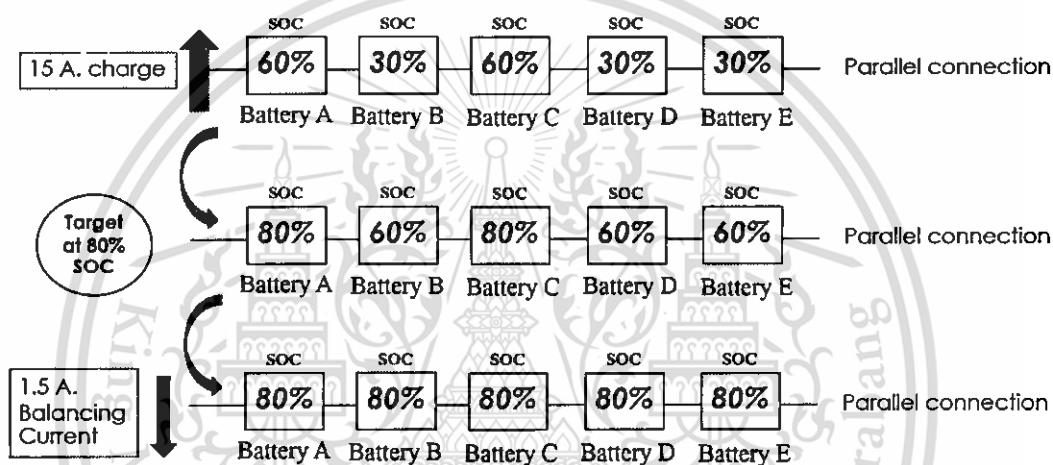 SOC SOC SOC SOC SOC
15 A. charge 60% 30% 60% 30% 30% Parallel connection
Battery A Battery B Battery C Battery D Battery E
SOC SOC SOC SOC SOC
Target
at 80%
SOC
80% 60% 80% 60% 60% Parallel connection
Battery A Battery B Battery C Battery D Battery E
SOC SOC SOC SOC SOC
1.5 A.
Balancing
Current
80% 80% 80% 80% 80% Parallel connection
Battery A Battery B Battery C Battery D Battery E
King